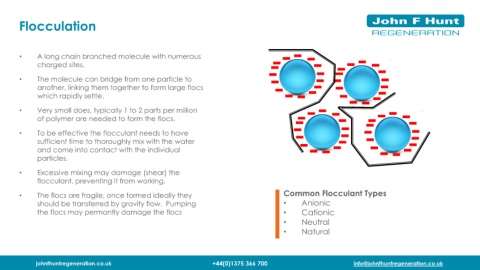 Flocculation
John F Hunt
REGENERATION
• A long chain branched molecule with numerous
charged sites.
• The molecule can bridge from one particle to
another, linking them together to form large flocs
which rapidly settle.
• Very small does, typically 1 to 2 parts per million
of polymer are needed to form the flocs.
• To be effective the flocculant needs to have
sufficient time to thoroughly mix with the water
and come into contact with the individual
particles.
• Excessive mixing may damage (shear) the
flocculant, preventing it from working.
• The flocs are fragile, once formed ideally they
should be transferred by gravity flow.  Pumping
the flocs may permantly damage the flocs
Common Flocculant Types
• Anionic
• Cationic
• Neutral
• Natural
johnfhuntregeneration.co.uk
+44(0)1375 366 700
info@johnfhuntregeneration.co.uk